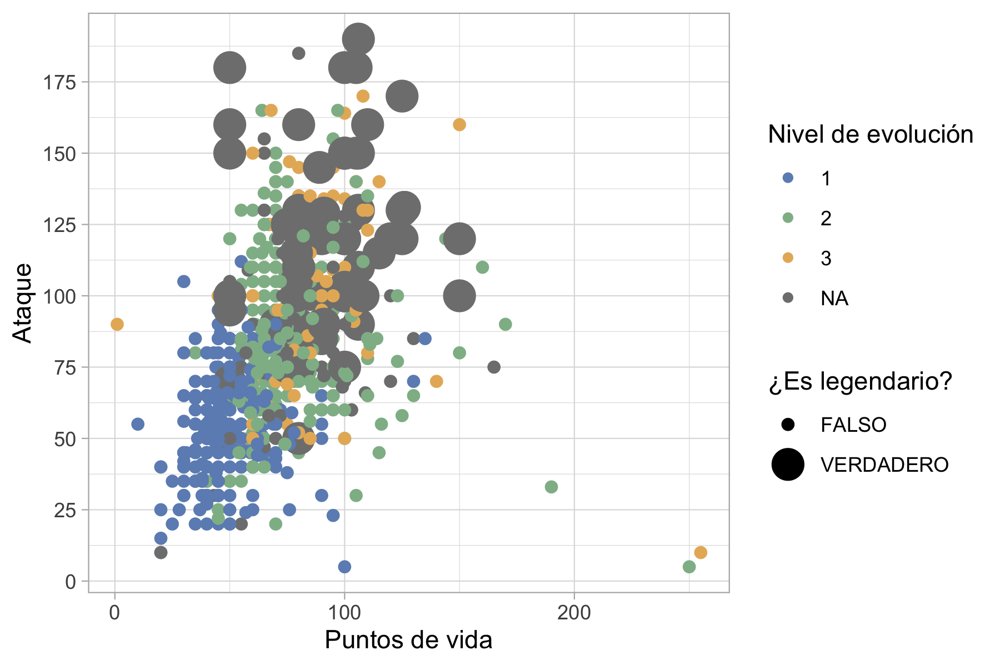 175
150
125
100
75
50
25
0
Ataque
0
100
200
Puntos de vida
Nivel de evolución
1
2
3
NA
¿Es legendario?
FALSO
VERDADERO